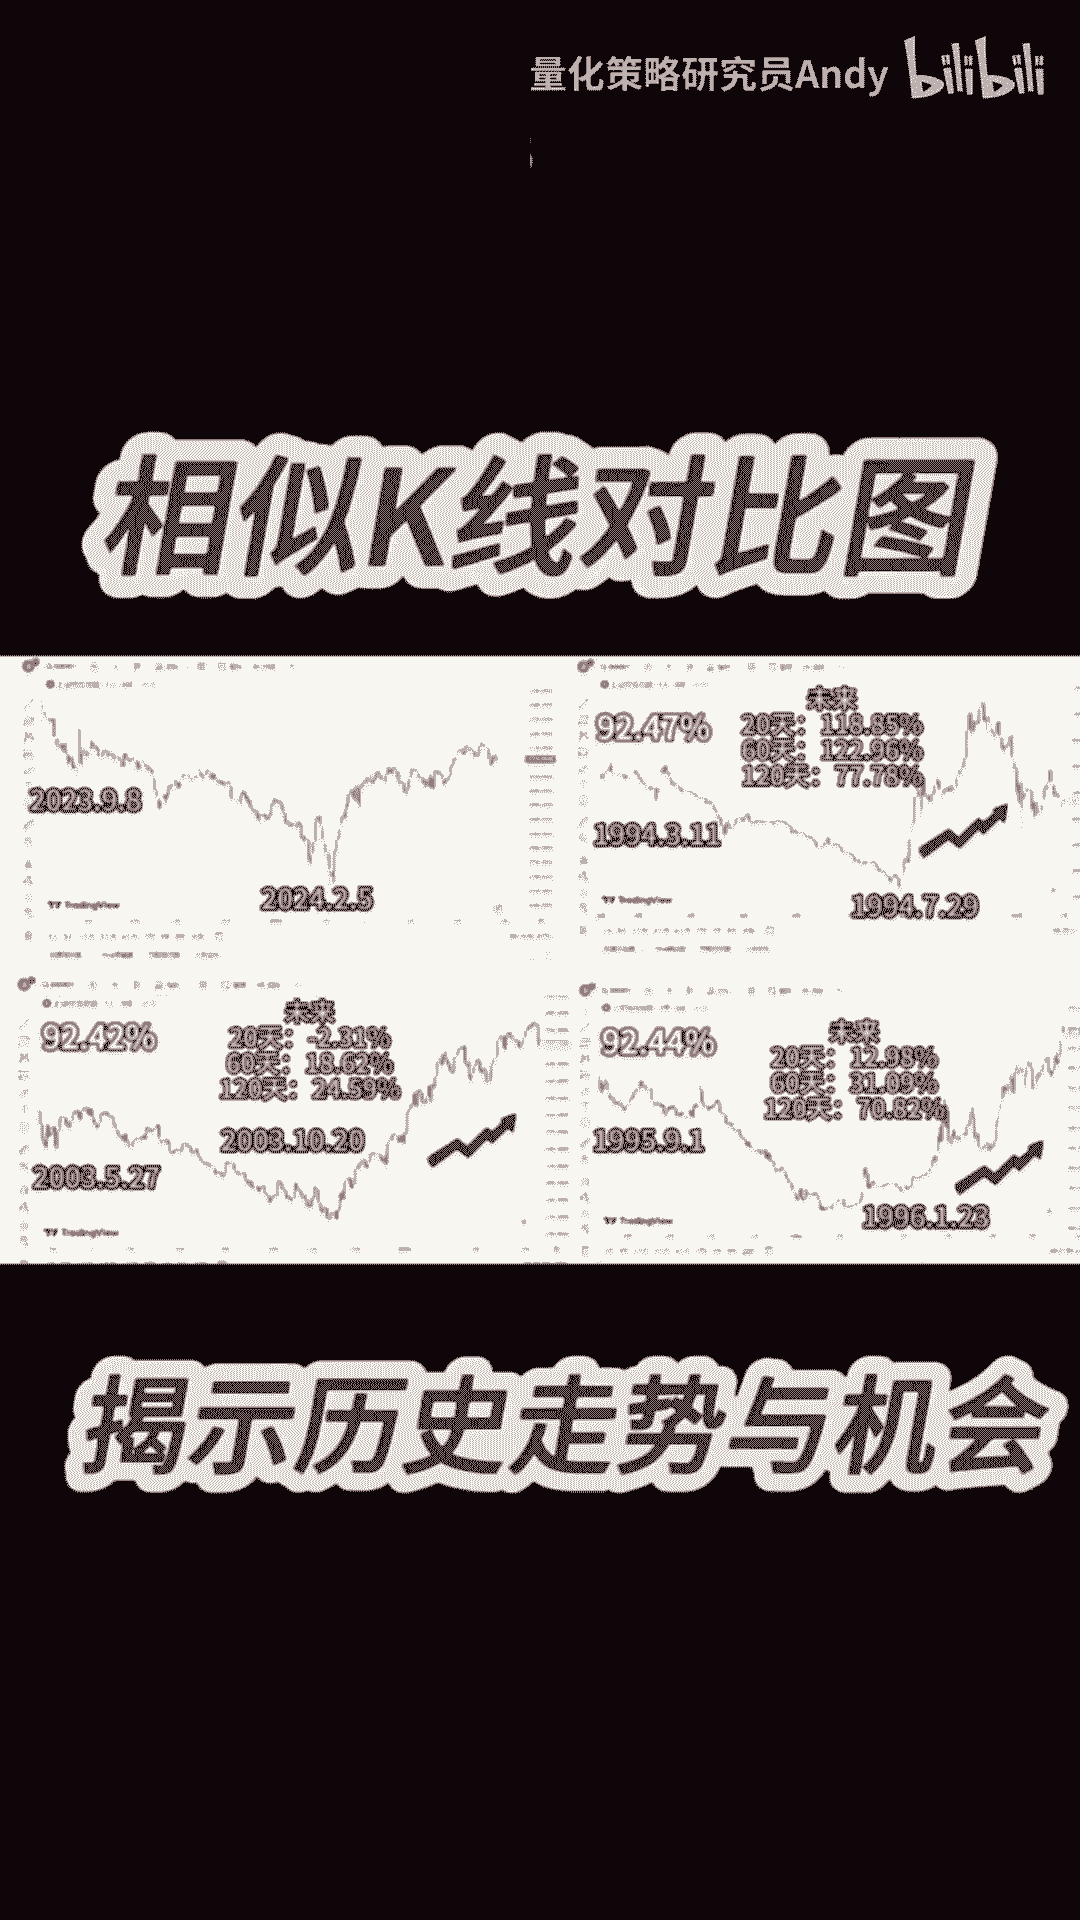 量化策略研究员Andy bilibili
相似K线对比图
2023.9.8
2024.2.5
TradingView
92.47%
未来
20天：118.85%
60天：122.96%
120天：77.78%
1994.3.11
1994.7.29
TradingView
92.42%
未来
20天：-2.31%
60天：18.62%
120天：24.59%
2003.10.20
2003.5.27
TradingView
92.44%
未来
20天：12.98%
60天：31.09%
120天：70.82%
1995.9.1
1996.1.23
TradingView
揭示历史走势与机会